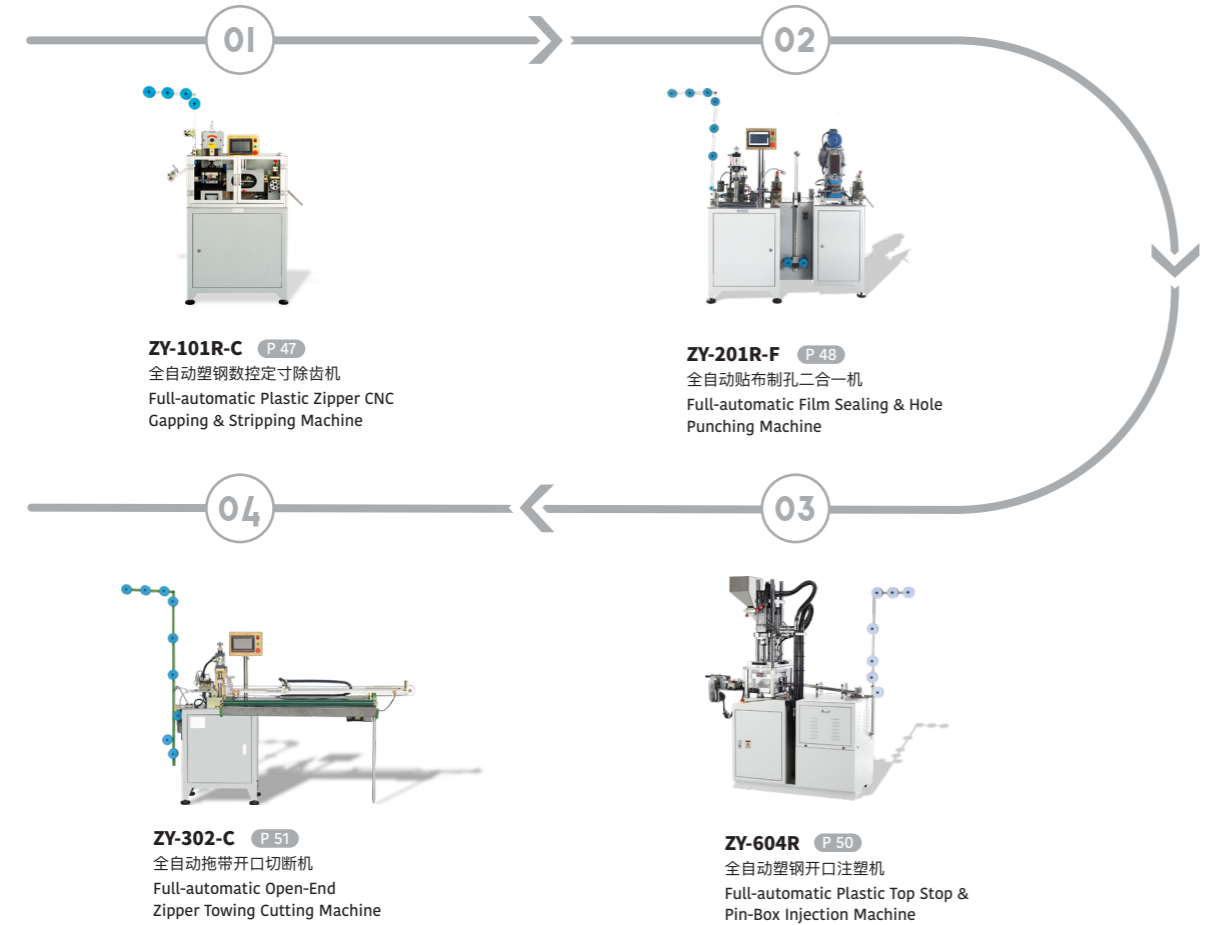 01
02
ZY-101R-C P 47
全自动塑钢数控定寸除齿机
Full-automatic Plastic Zipper CNC
Gapping & Stripping Machine
ZY-201R-F P 48
全自动贴布制孔二合一机
Full-automatic Film Sealing & Hole
Punching Machine
03
04
ZY-604R P 50
全自动塑钢开口注塑机
Full-automatic Plastic Top Stop &
Pin-Box Injection Machine
ZY-302-C P 51
全自动拖带开口切断机
Full-automatic Open-End
Zipper Towing Cutting Machine